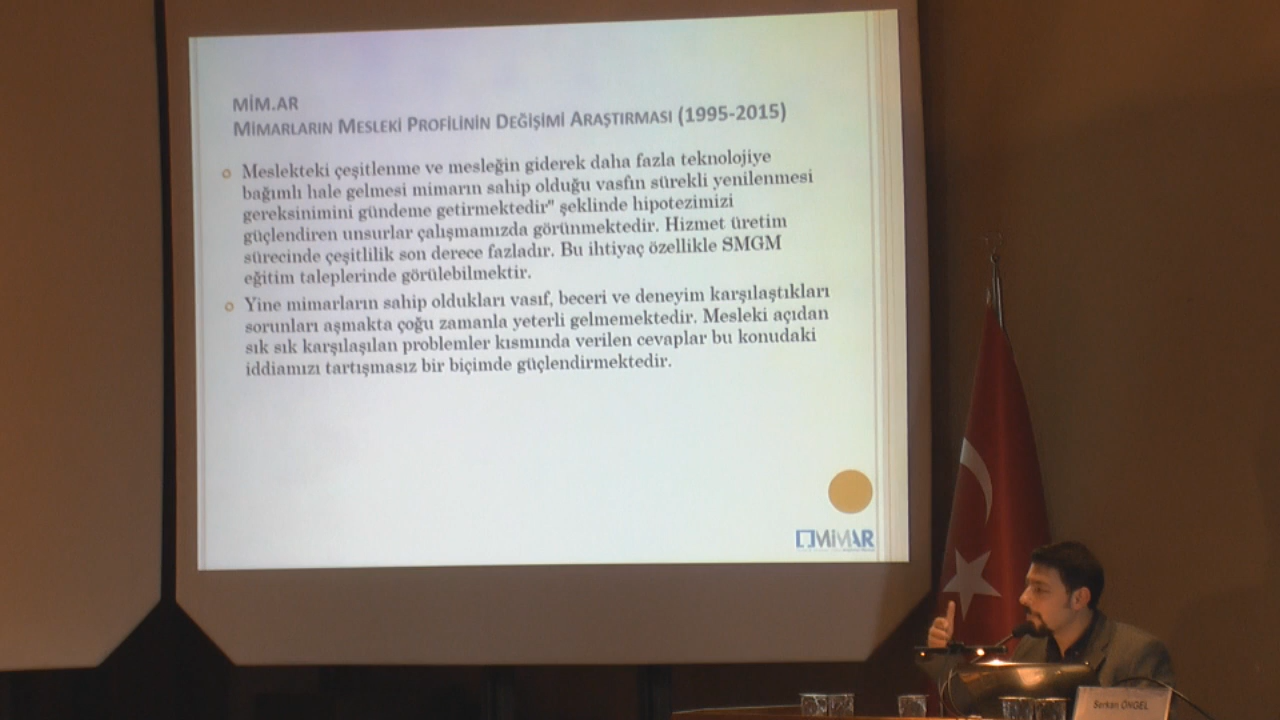 MİM.AR
MİMARLARIN MESLEKİ PROFİLİNİN DEĞİŞİMİ ARAŞTIRMASI (1995-2015)
Meslekteki çeşitlenme ve mesleğin giderek daha fazla teknolojiye
bağımlı hale gelmesi mimarın sahip olduğu vasfın sürekli yenilenmesi
gereksinimini gündeme getirmektedir" şeklinde hipotezimizi
güçlendiren unsurlar çalışmamızda görünmektedir. Hizmet üretim
sürecinde çeşitlilik son derece fazladır. Bu ihtiyaç özellikle SMGM
eğitim taleplerinde görülebilmektir.
Yine mimarların sahip oldukları vasıf, beceri ve deneyim karşılaştıkları
sorunları aşmakta çoğu zamanla yeterli gelmemektedir. Mesleki açıdan
sık sık karşılaşılan problemler kısmında verilen cevaplar bu konudaki
iddiamızı tartışmasız bir biçimde güçlendirmektedir.
MİMAR
Serkan ÖNGEL